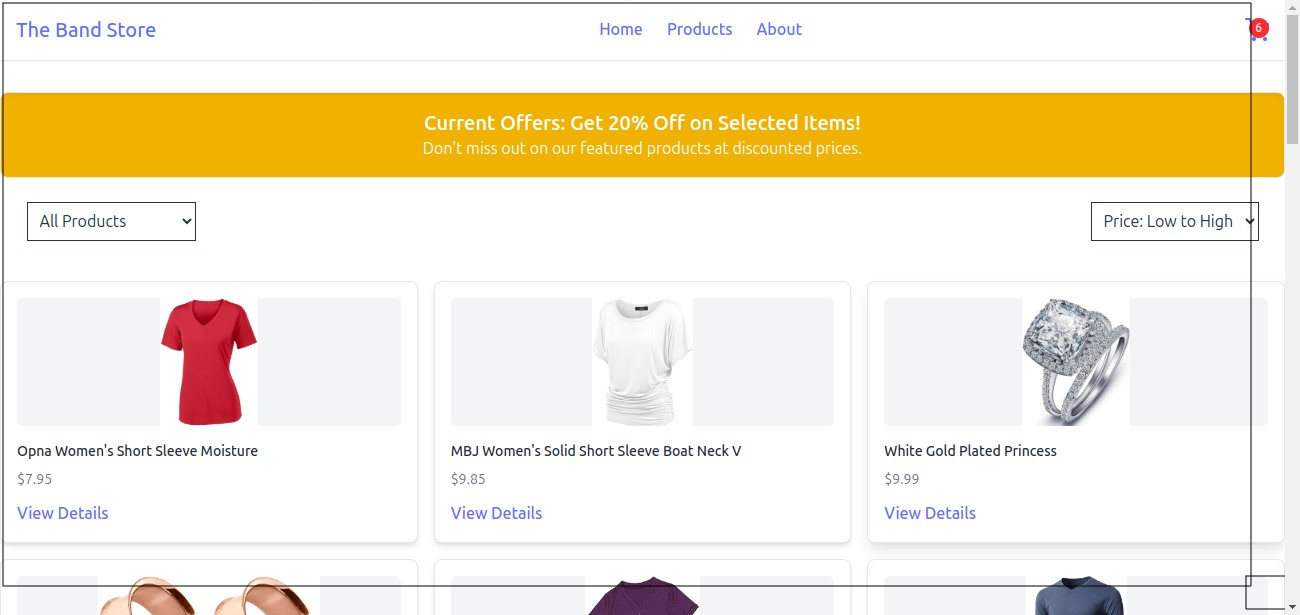 The Band Store
Home Products About
6
Current Offers: Get 20% Off on Selected Items!
Don't miss out on our featured products at discounted prices.
All Products
Price: Low to High
Opna Women's Short Sleeve Moisture
$7.95
View Details
MBJ Women's Solid Short Sleeve Boat Neck V
$9.85
View Details
White Gold Plated Princess
$9.99
View Details